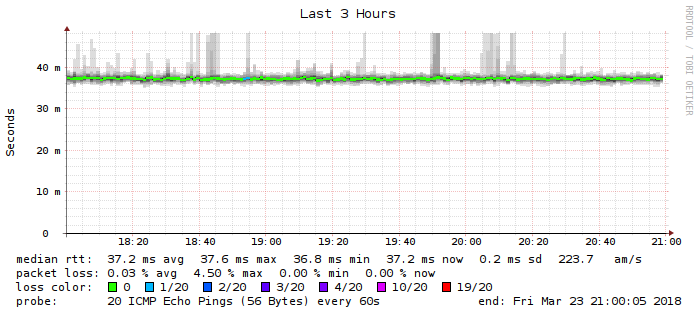 Last 3 Hours
RRDTOOL / TOBI OETIKER
Seconds
40 m
30 m
20 m
10 m
0
18:20 18:40 19:00 19:20 19:40 20:00 20:20 20:40 21:00
median rtt: 37.2 ms avg 37.6 ms max 36.8 ms min 37.2 ms now 0.2 ms sd 223.7 am/s
packet loss: 0.03 % avg 4.50 % max 0.00 % min 0.00 % now
loss color: 0 1/20 2/20 3/20 4/20 10/20 19/20
probe: 20 ICMP Echo Pings (56 Bytes) every 60s end: Fri Mar 23 21:00:05 2018